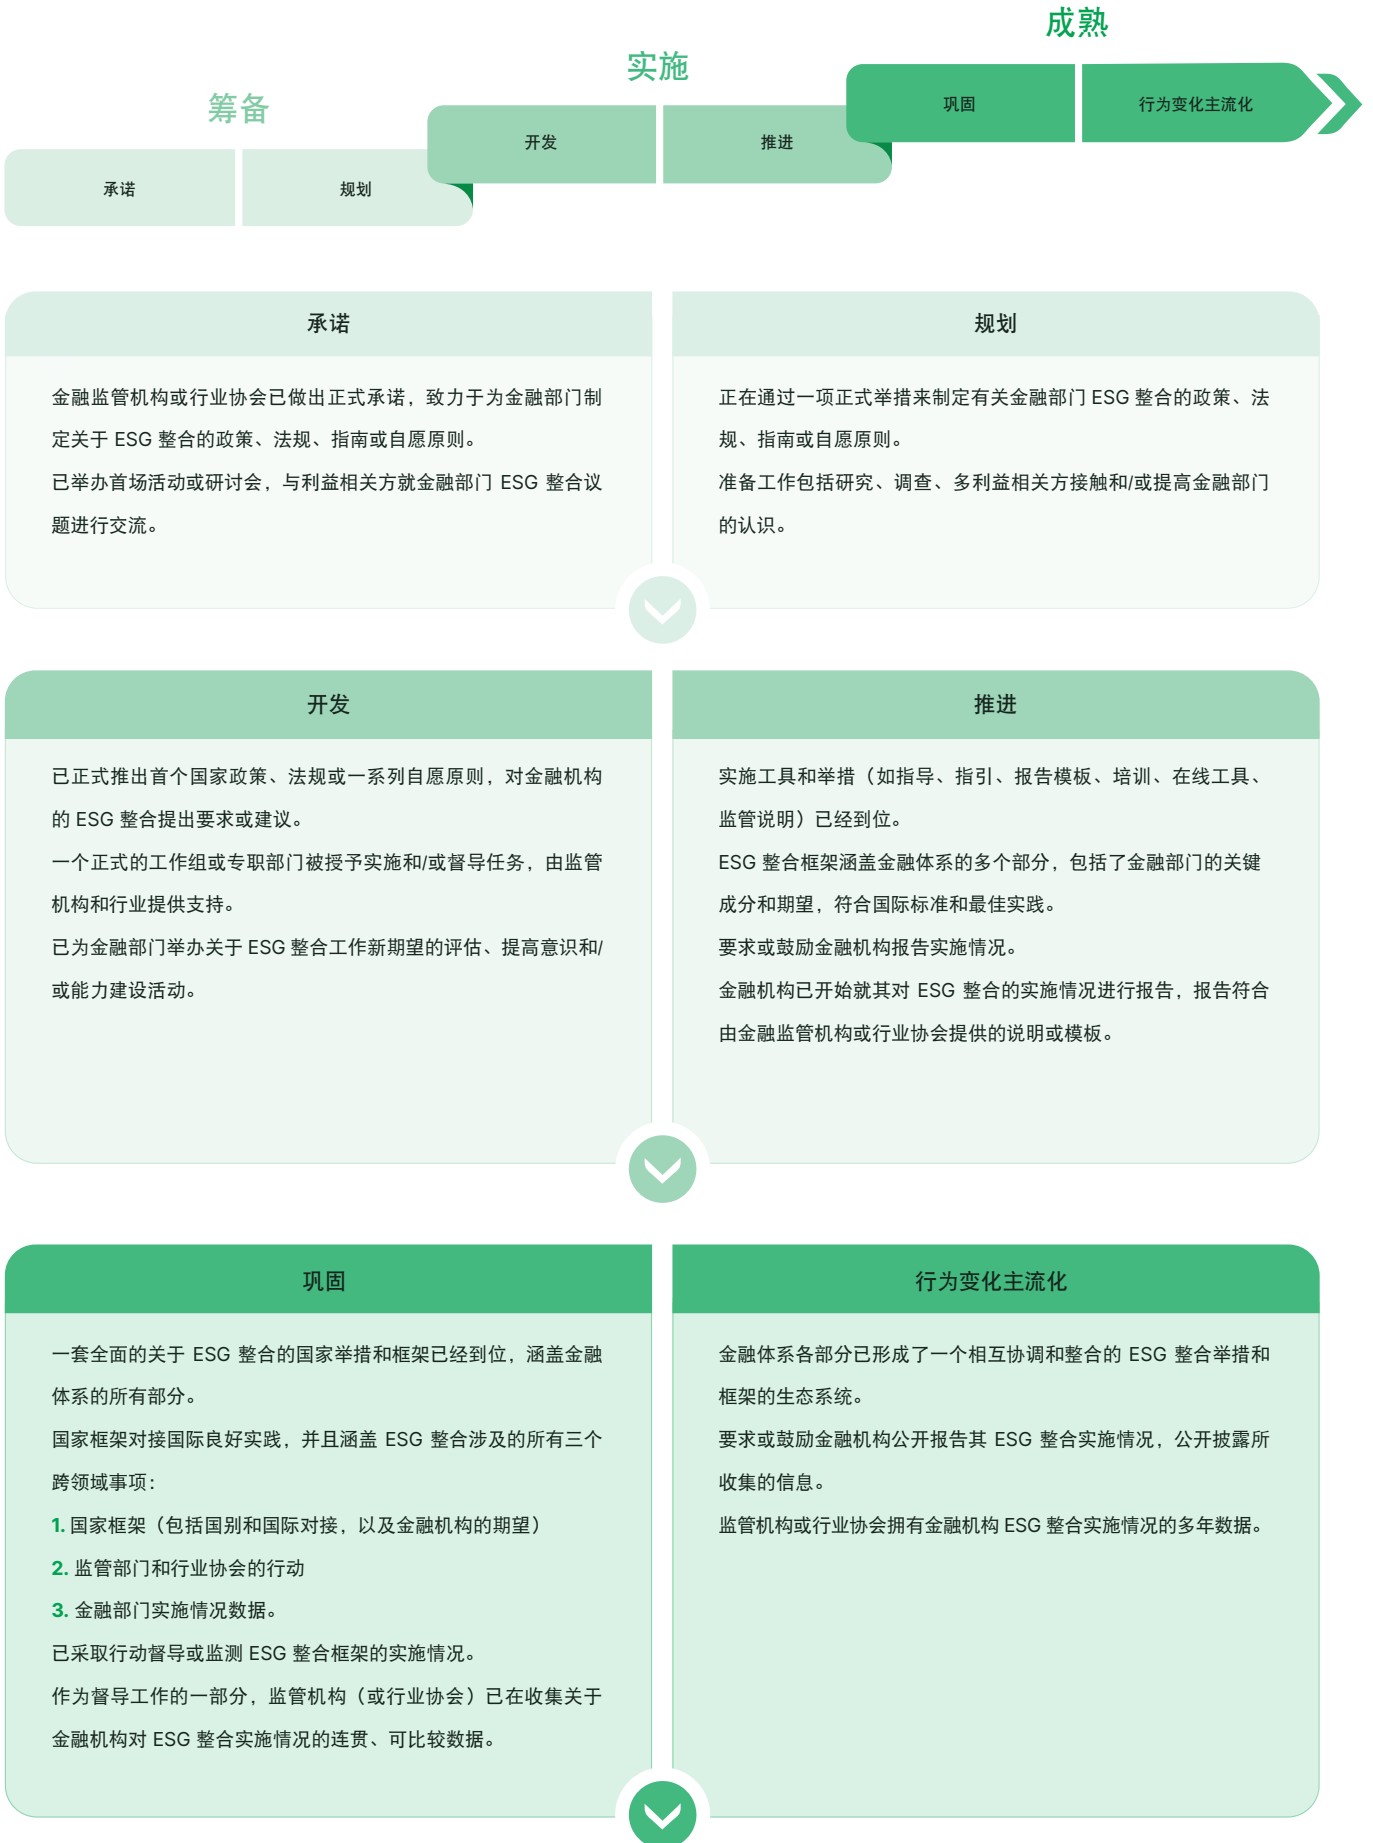 成熟
实施
筹备
巩固
行为变化主流化
开发
推进
承诺
规划
承诺
金融监管机构或行业协会已做出正式承诺，致力于为金融部门制
定关于 ESG 整合的政策、法规、指南或自愿原则。
已举办首场活动或研讨会，与利益相关方就金融部门 ESG 整合议
题进行交流。
规划
正在通过一项正式举措来制定有关金融部门 ESG 整合的政策、法
规、指南或自愿原则。
准备工作包括研究、调查、多利益相关方接触和/或提高金融部门
的认识。
开发
已正式推出首个国家政策、法规或一系列自愿原则，对金融机构
的 ESG 整合提出要求或建议。
一个正式的工作组或专职部门被授予实施和/或督导任务，由监管
机构和行业提供支持。
已为金融部门举办关于 ESG 整合工作新期望的评估、提高意识和/
或能力建设活动。
推进
实施工具和举措（如指导、指引、报告模板、培训、在线工具、
监管说明）已经到位。
ESG 整合框架涵盖金融体系的多个部分，包括了金融部门的关键
成分和期望，符合国际标准和最佳实践。
要求或鼓励金融机构报告实施情况。
金融机构已开始就其对 ESG 整合的实施情况进行报告，报告符合
由金融监管机构或行业协会提供的说明或模板。
巩固
一套全面的关于 ESG 整合的国家举措和框架已经到位，涵盖金融
体系的所有部分。
国家框架对接国际良好实践，并且涵盖 ESG 整合涉及的所有三个
跨领域事项：
1. 国家框架（包括国别和国际对接，以及金融机构的期望）
2. 监管部门和行业协会的行动
3. 金融部门实施情况数据。
已采取行动督导或监测 ESG 整合框架的实施情况。
作为督导工作的一部分，监管机构（或行业协会）已在收集关于
金融机构对 ESG 整合实施情况的连贯、可比较数据。
行为变化主流化
金融体系各部分已形成了一个相互协调和整合的 ESG 整合举措和
框架的生态系统。
要求或鼓励金融机构公开报告其 ESG 整合实施情况，公开披露所
收集的信息。
监管机构或行业协会拥有金融机构 ESG 整合实施情况的多年数据。